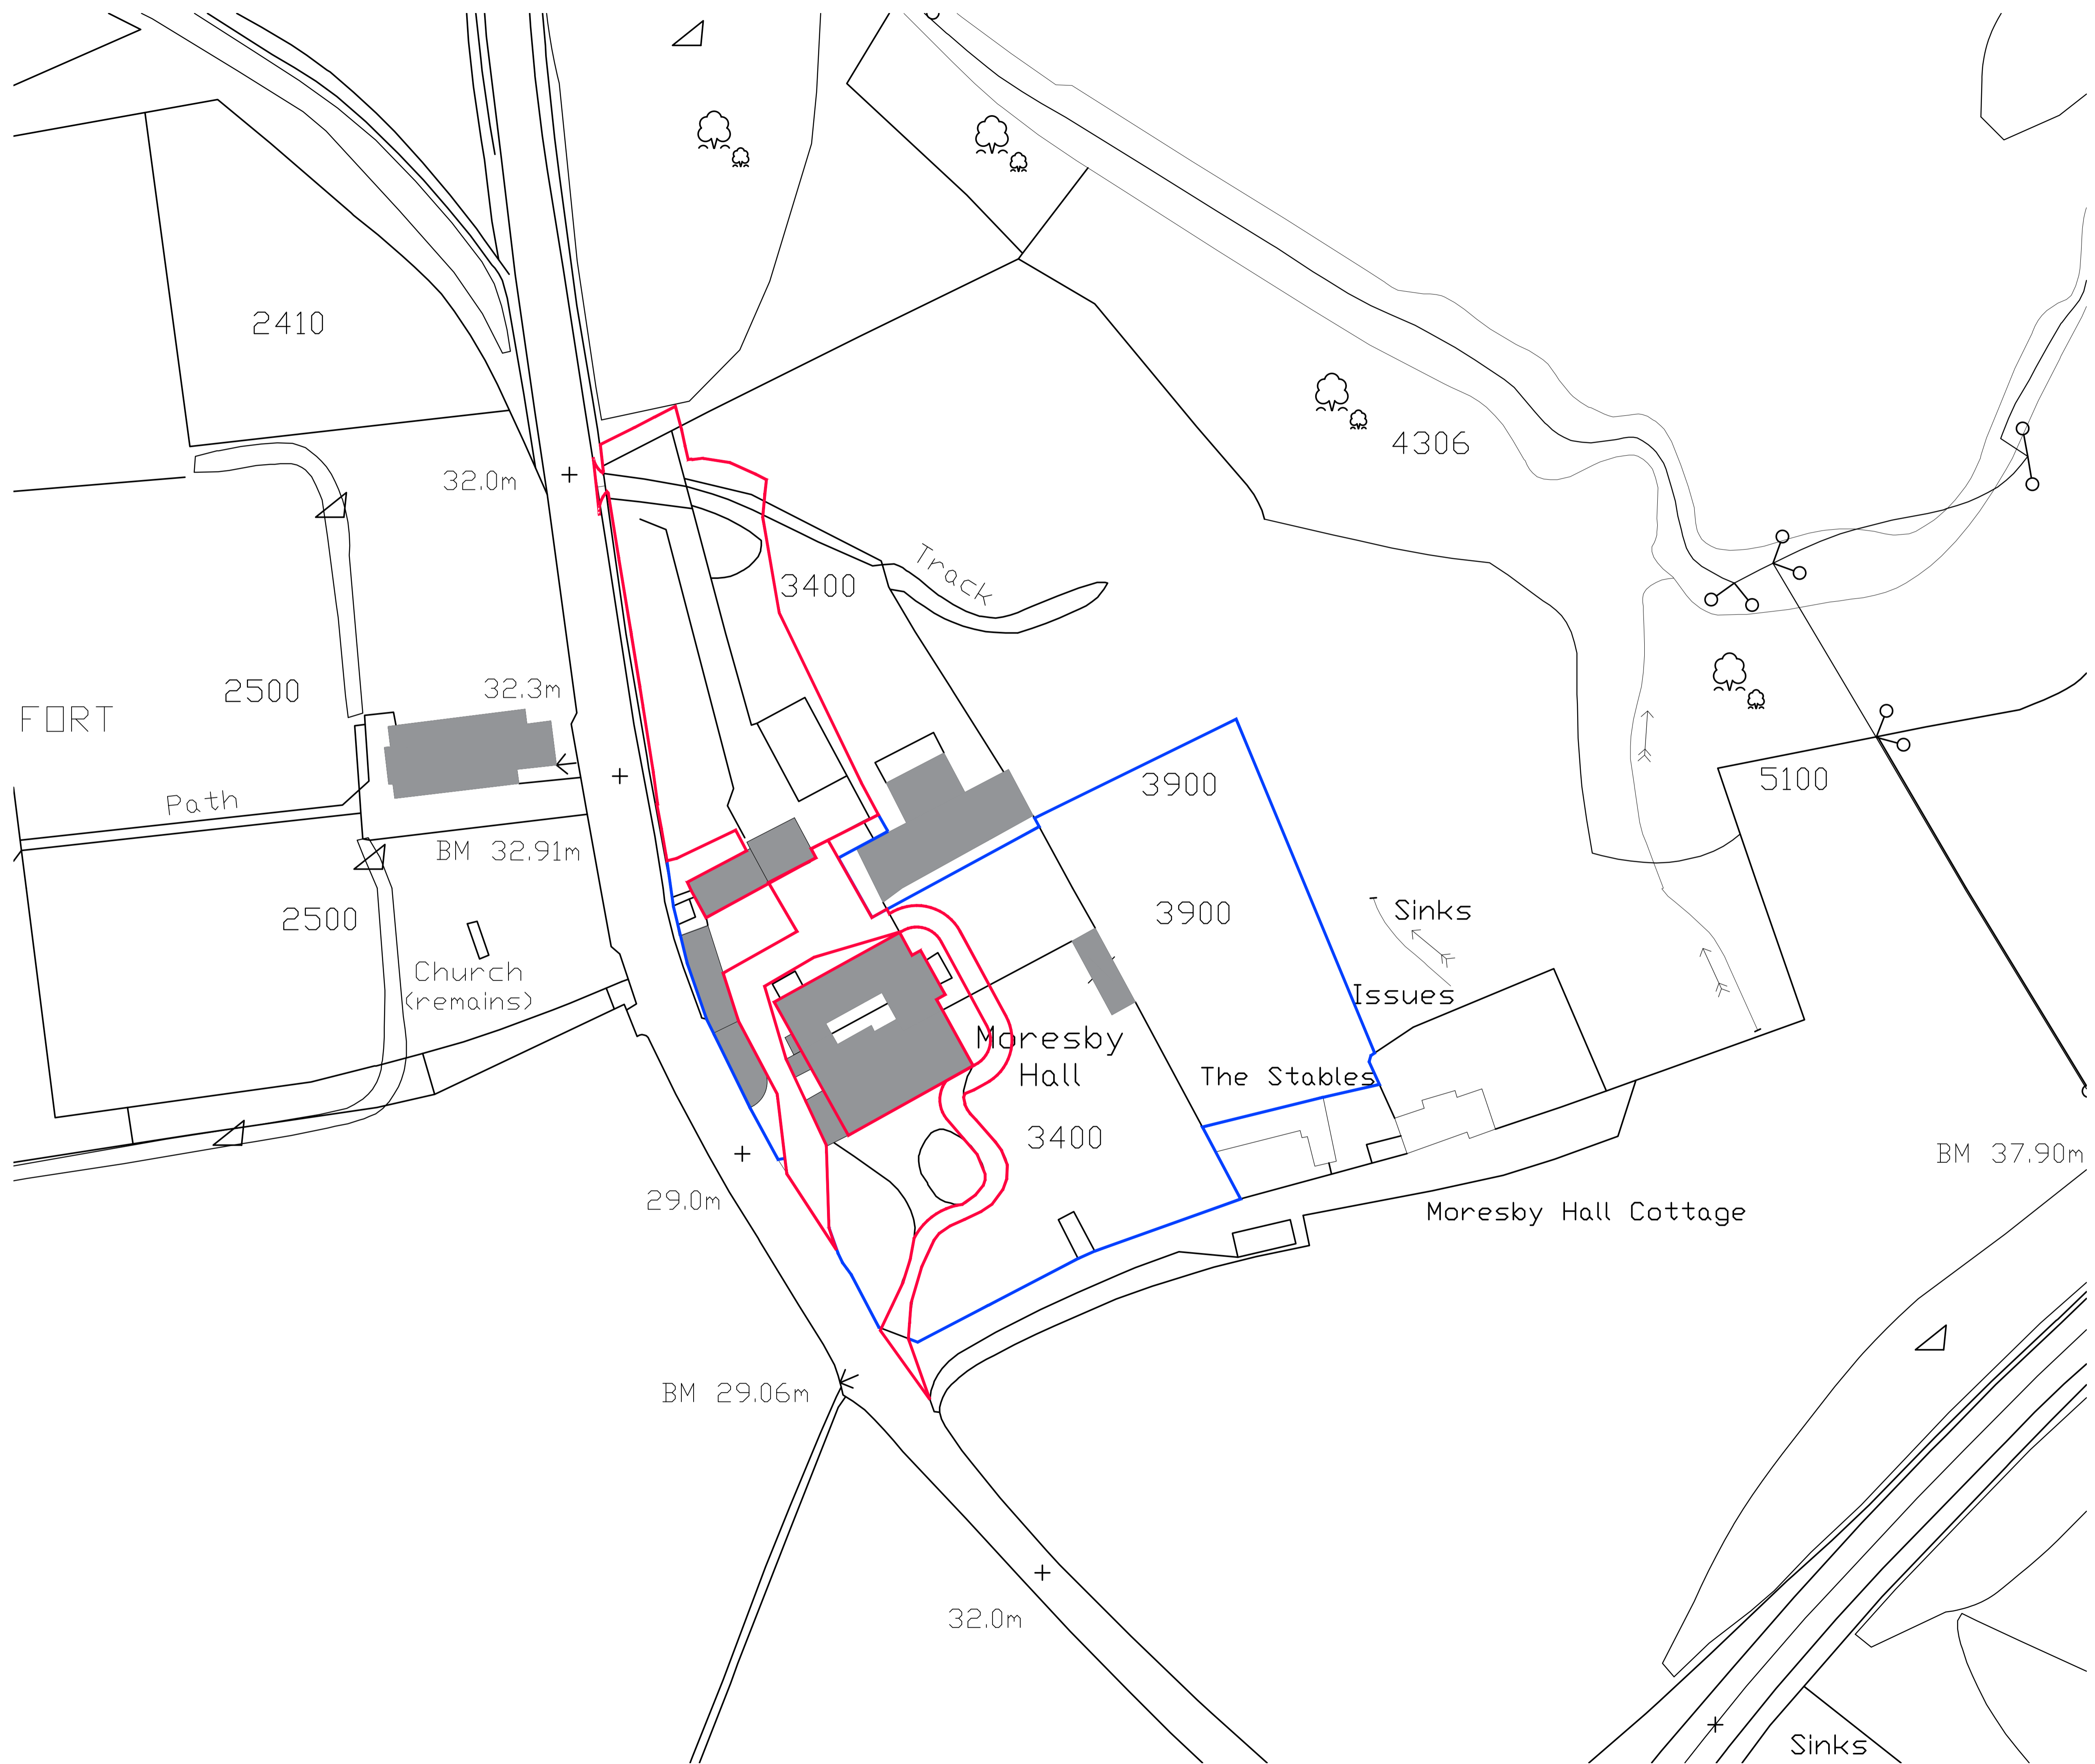 2410
4306
32.0m
Track
3400
2500
32.3m
FORT
3900
5100
Path
BM 32.91m
2500
3900
Sinks
Church
(remains)
Issues
Moresby
Hall
The Stables
3400
BM 37.90m
29.0m
Moresby Hall Cottage
BM 29.06m
32.0m
Sinks